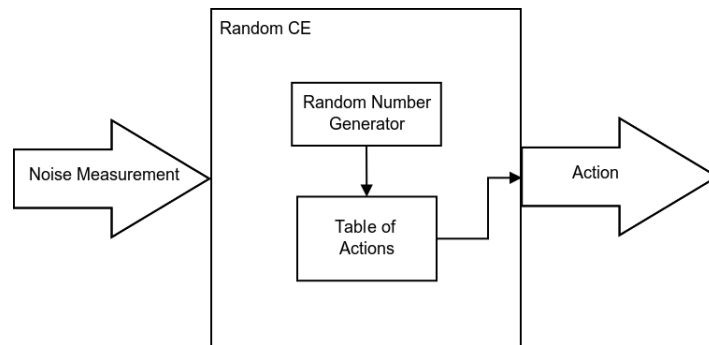 Random CE
Random Number
Generator
Noise Measurement
Action
Table of
Actions